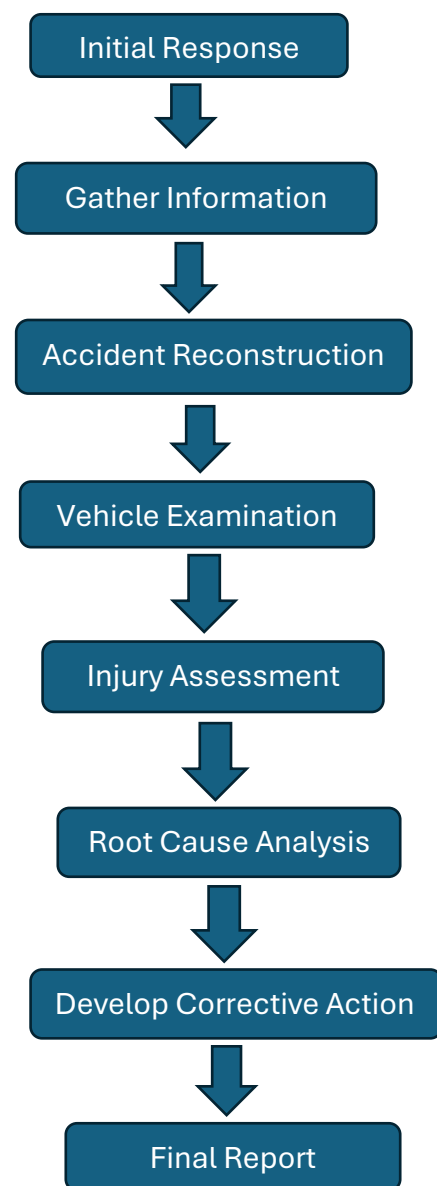 Initial Response
Gather Information
Accident Reconstruction
Vehicle Examination
Injury Assessment
Root Cause Analysis
Develop Corrective Action
Final Report